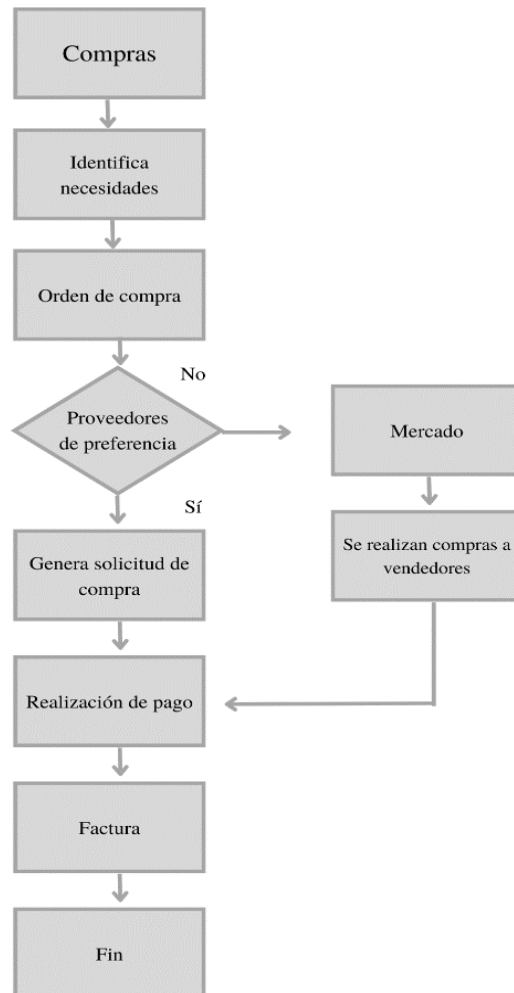 Compras
Identifica
necesidades
Orden de compra
No
Proveedores
de preferencia
Mercado
Sí
Se realizan compras a
vendedores
Genera solicitud de
compra
Realización de pago
Factura
Fin